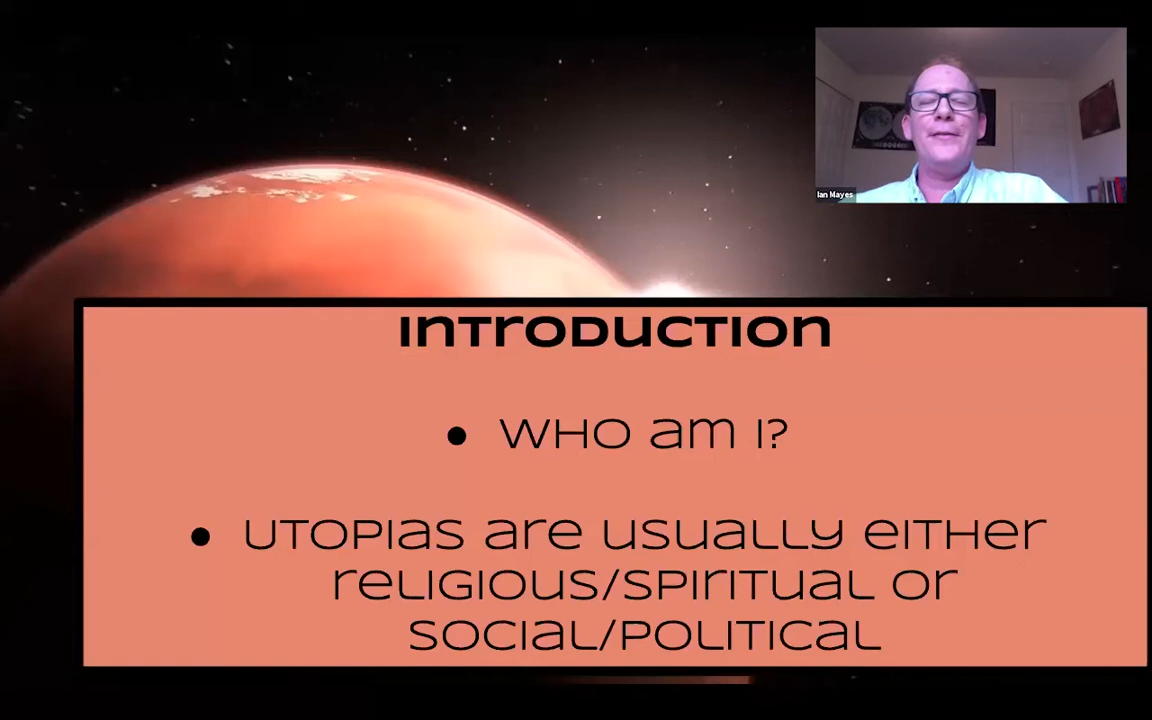 Ian Mayes
INTRODUCTION
● WHO am I?
● UTOPIAS are USUALLY eITHer
reLIGIOUS/SPIrITUAL Or
SOCIAL/POLITICAL